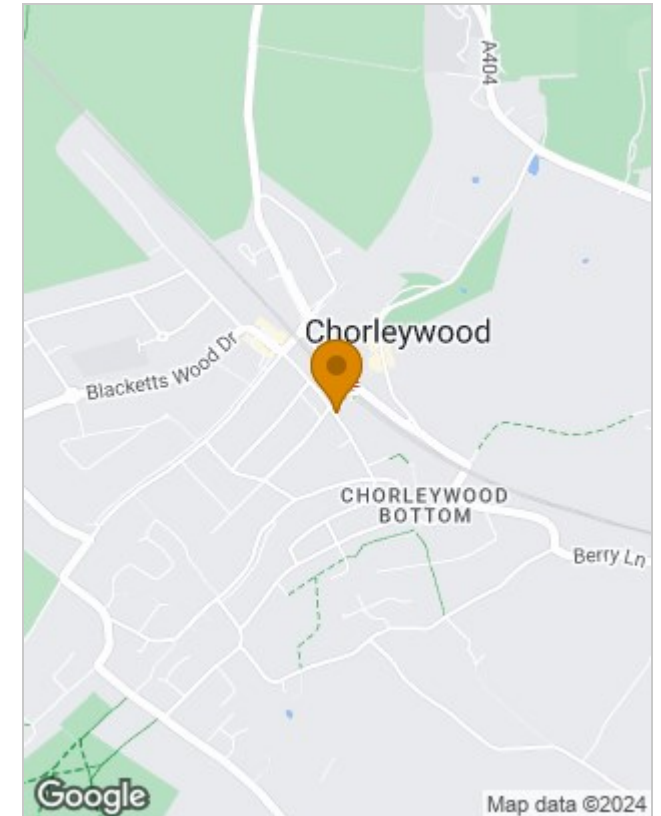 A404
Chorleywood
Blacketts Wood Dr
CHORLEYWOOD
BOTTOM
Berry Ln
Google
Map data ©2024